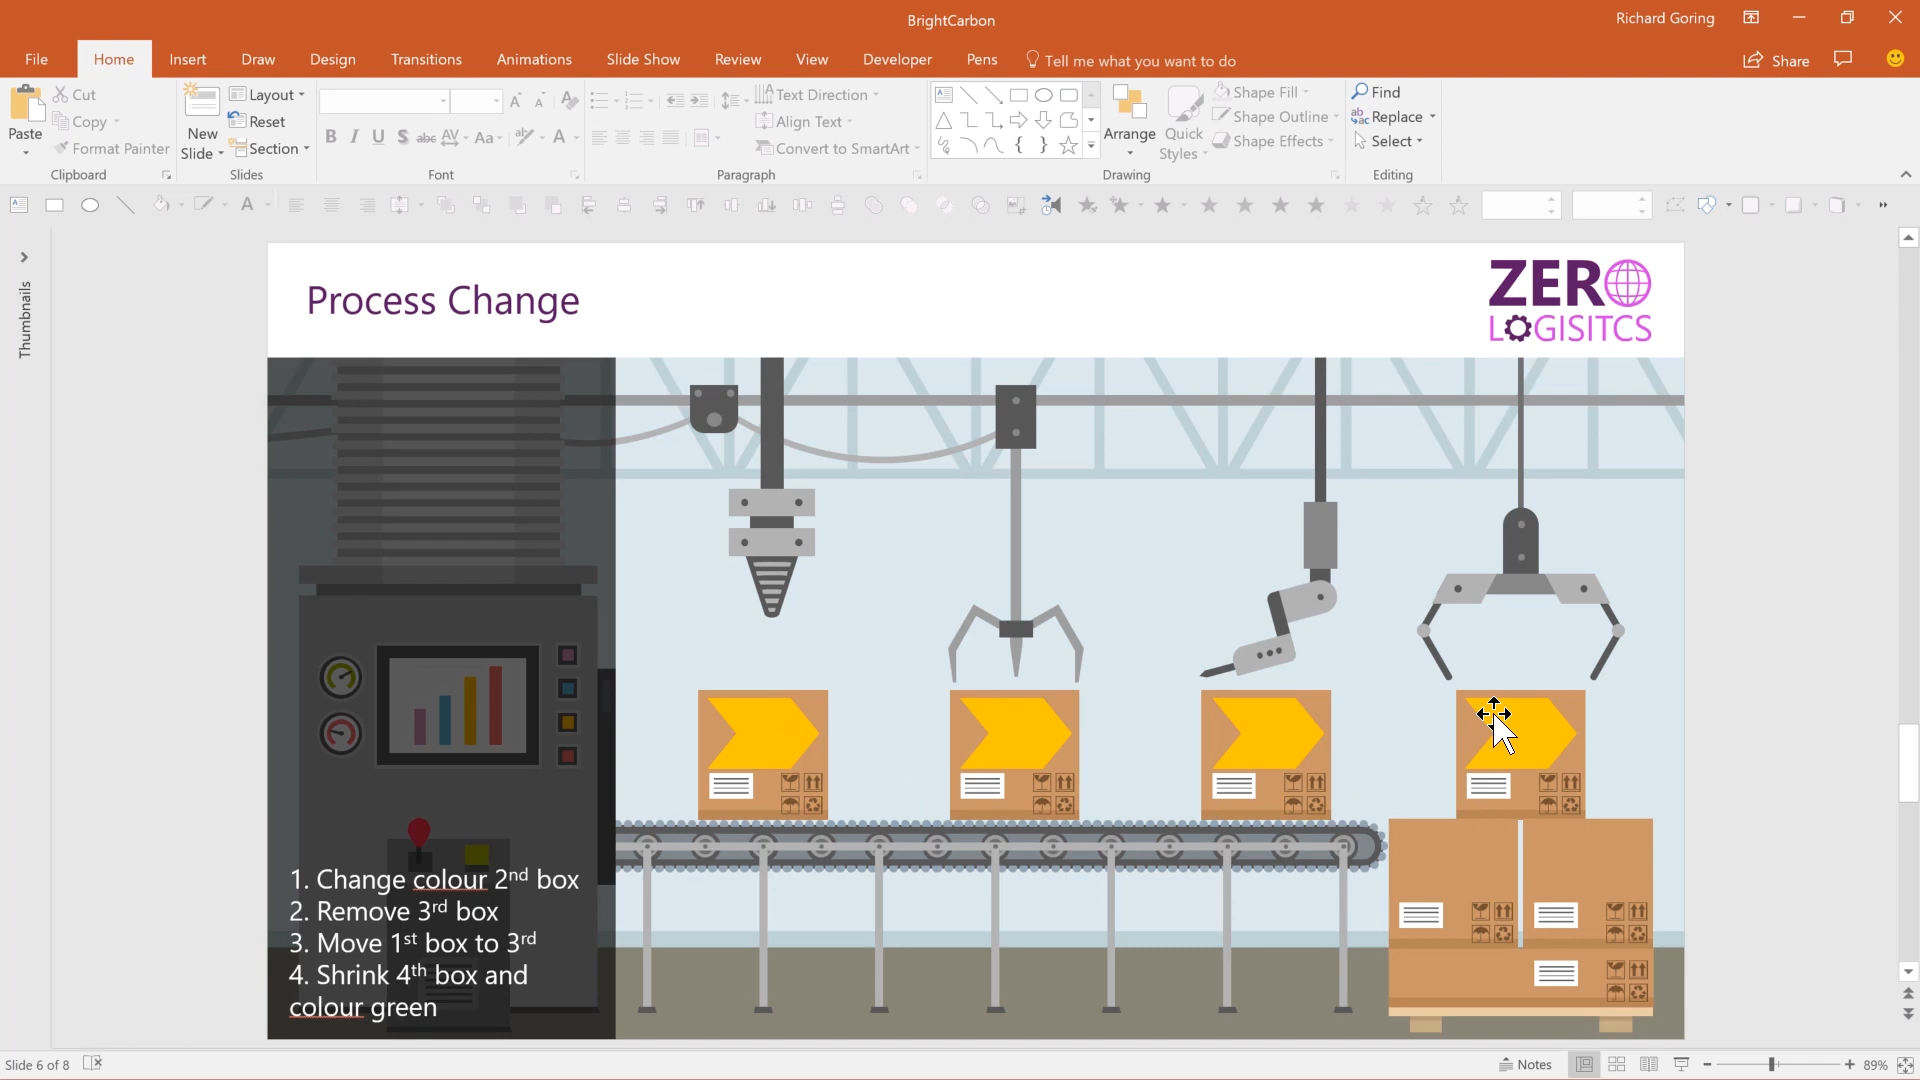 BrightCarbon
Richard Goring
File Home Insert Draw Design Transitions Animations Slide Show Review View Developer Pens Tell me what you want to do Share
Paste
Cut
Copy
Format Painter
Clipboard
New Slide
Layout
Reset
Section
Slides
B I U S abc AV Aa A
Font
Text Direction
Align Text
Convert to SmartArt
Paragraph
Arrange
Quick Styles
Shape Fill
Shape Outline
Shape Effects
Drawing
Find
Replace
Select
Editing
Thumbnails
Process Change
ZERO
LOGISITCS
1. Change colour 2nd box
2. Remove 3rd box
3. Move 1st box to 3rd
4. Shrink 4th box and
colour green
Slide 6 of 8
Notes
89%